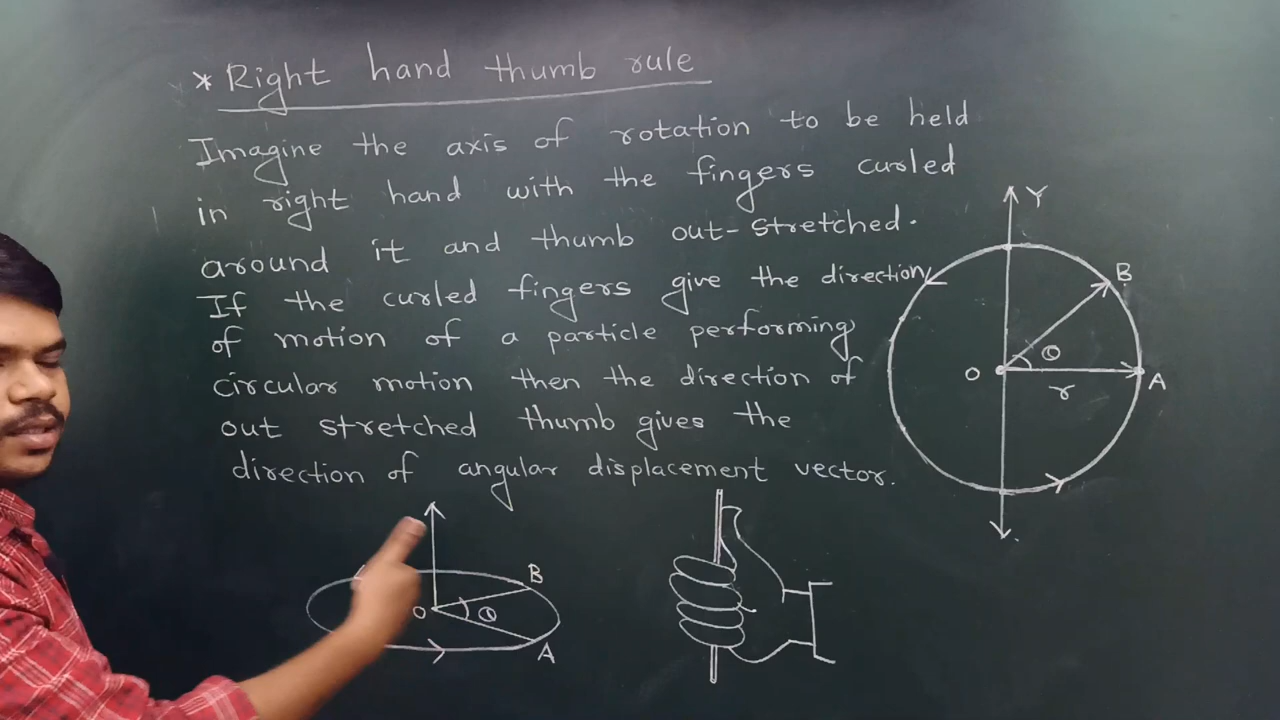 * Right hand thumb rule
Imagine the axis of rotation to be held
in right hand with the fingers curled
around it and thumb out-stretched.
If the curled fingers give the direction
of motion of a particle performing
circular motion then the direction of
out stretched thumb gives the
direction of angular displacement vector.
Y
B
θ
O
r
A
B
O
θ
A